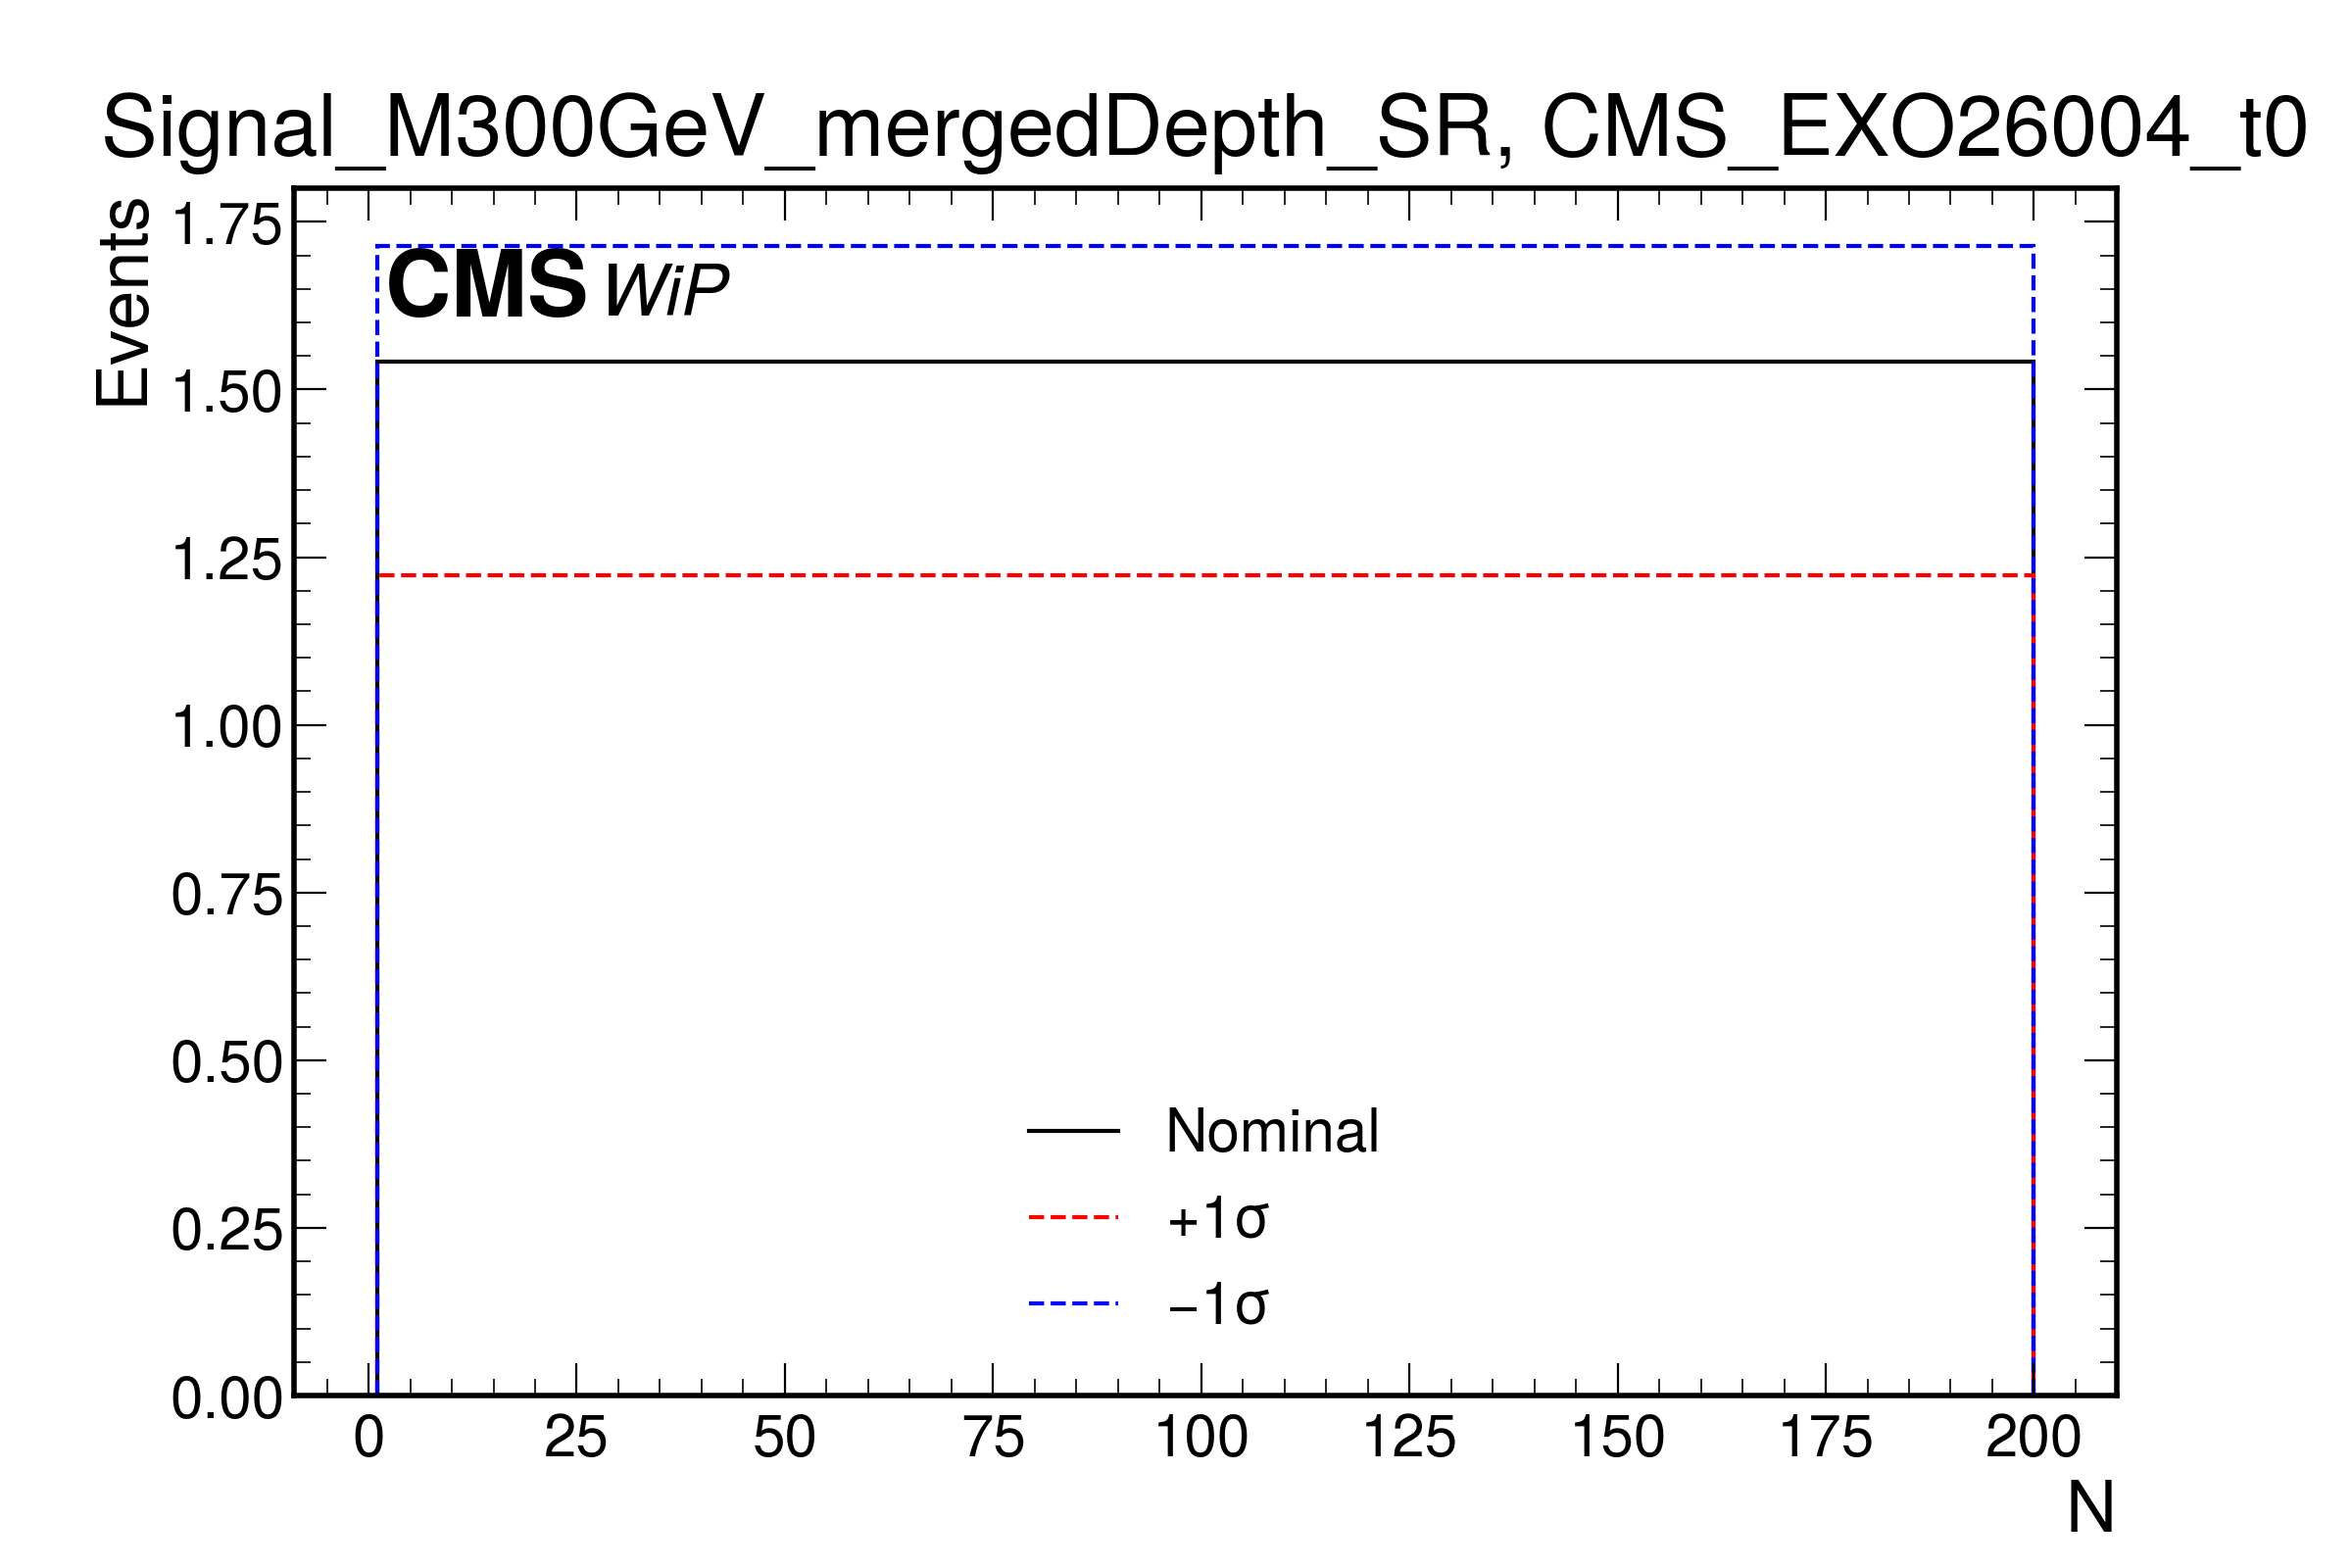 Signal_M300GeV_mergedDepth_SR, CMS_EXO26004_t0
Events
1.75
1.50
1.25
1.00
0.75
0.50
0.25
0.00
CMS WiP
Nominal
+1σ
−1σ
0 25 50 75 100 125 150 175 200
N